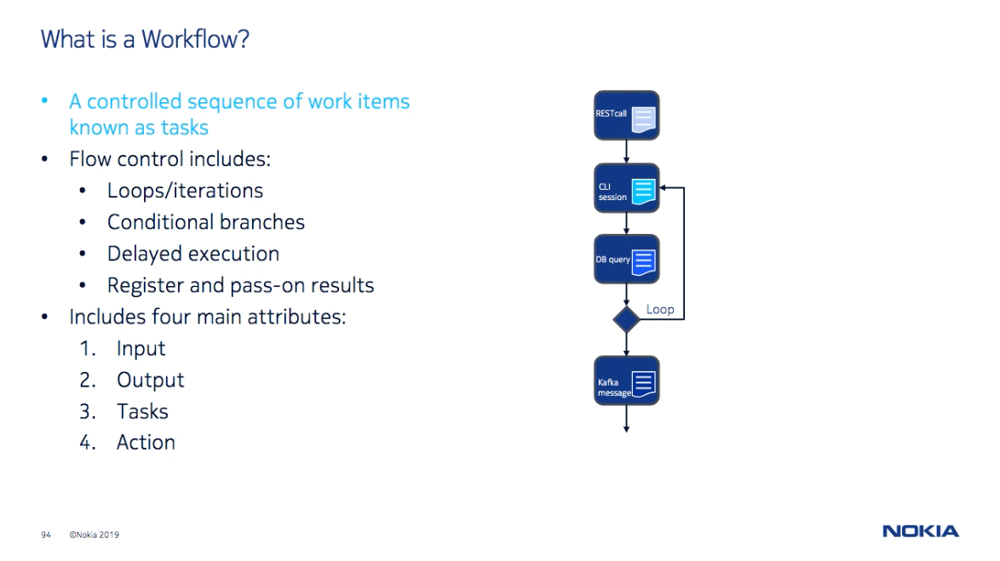 What is a Workflow?
• A controlled sequence of work items
known as tasks
• Flow control includes:
• Loops/iterations
• Conditional branches
• Delayed execution
• Register and pass-on results
• Includes four main attributes:
1. Input
2. Output
3. Tasks
4. Action
RESTcall
CLI
session
DB query
Loop
Kafka
message
94 ©Nokia 2019
NOKIA